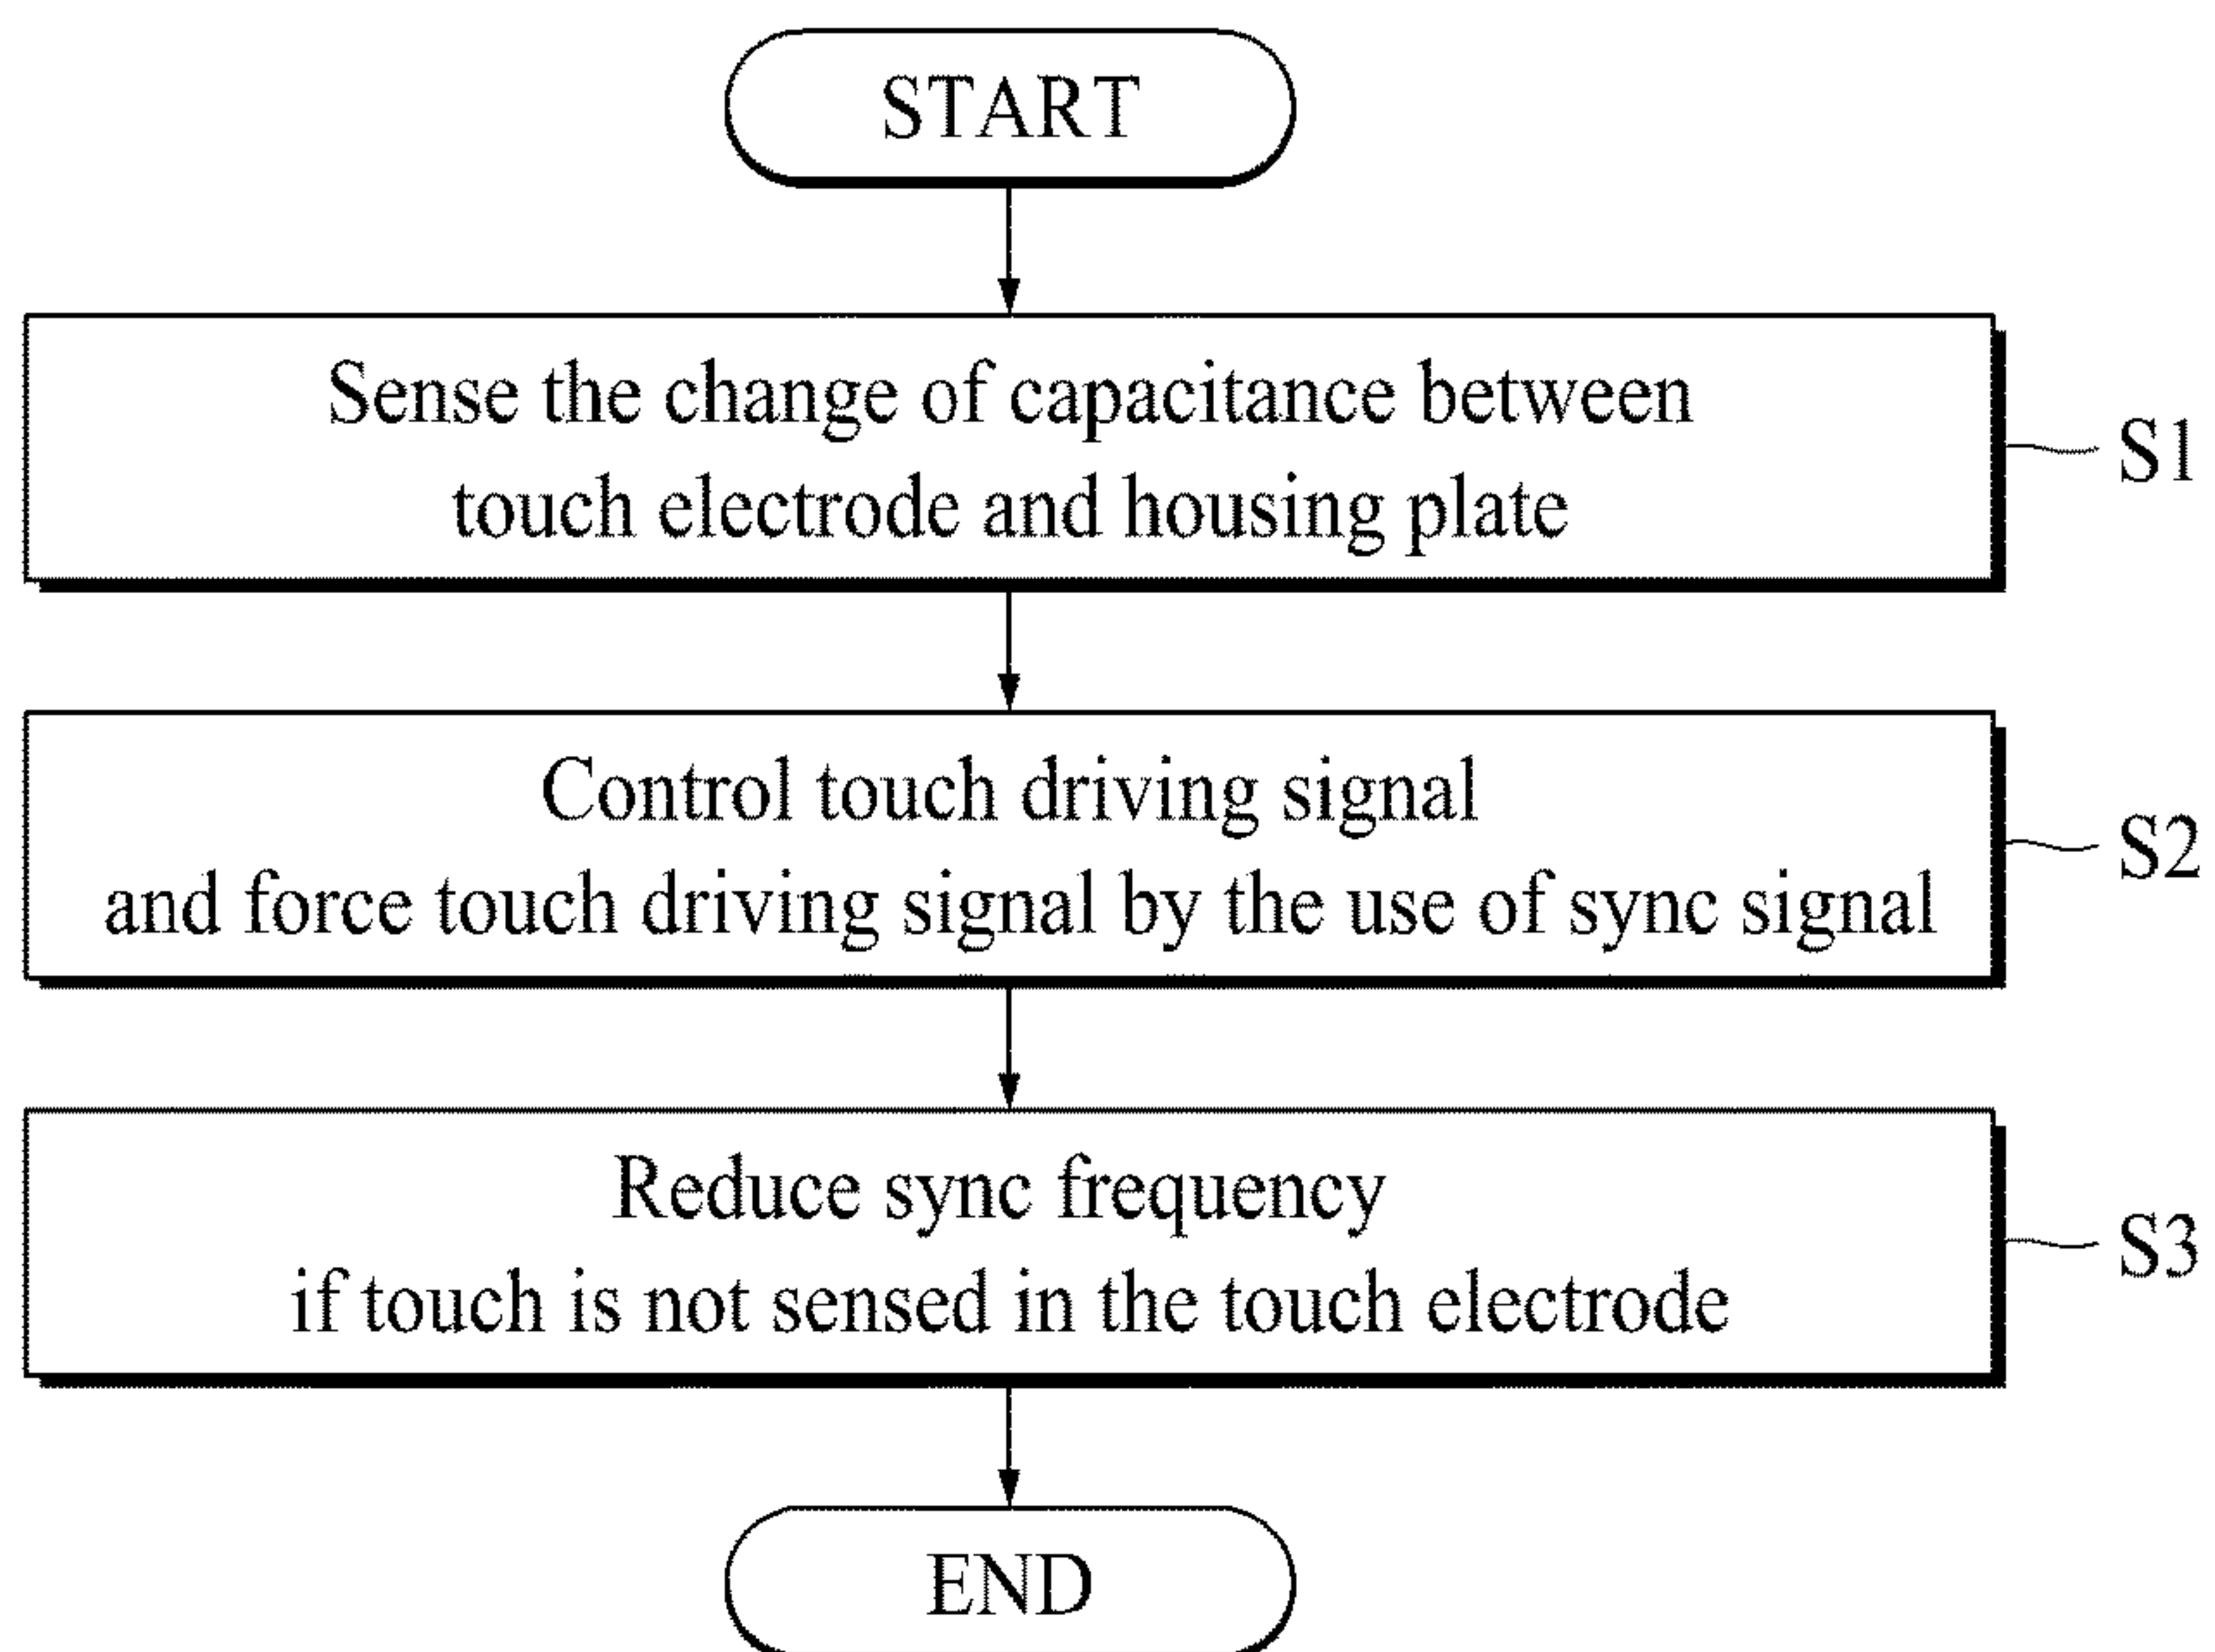 START
Sense the change of capacitance between
touch electrode and housing plate
S1
Control touch driving signal
and force touch driving signal by the use of sync signal
S2
Reduce sync frequency
if touch is not sensed in the touch electrode
S3
END